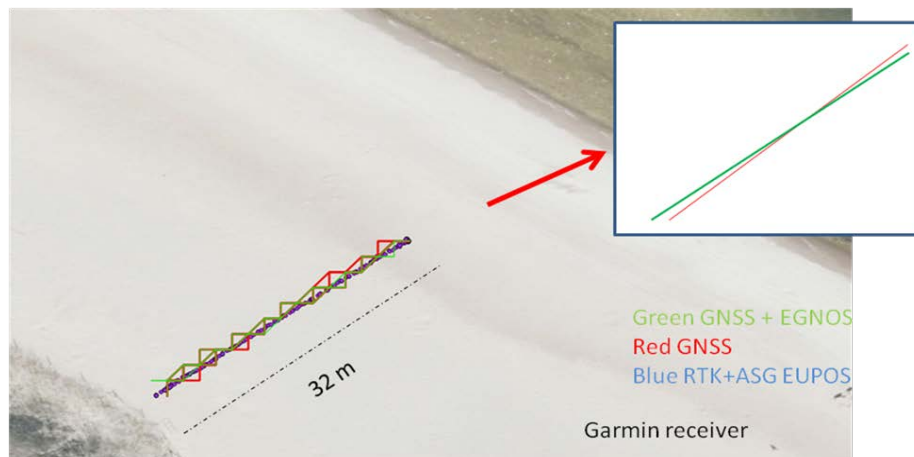 32 m
Green GNSS + EGNOS
Red GNSS
Blue RTK+ASG EUPOS
Garmin receiver